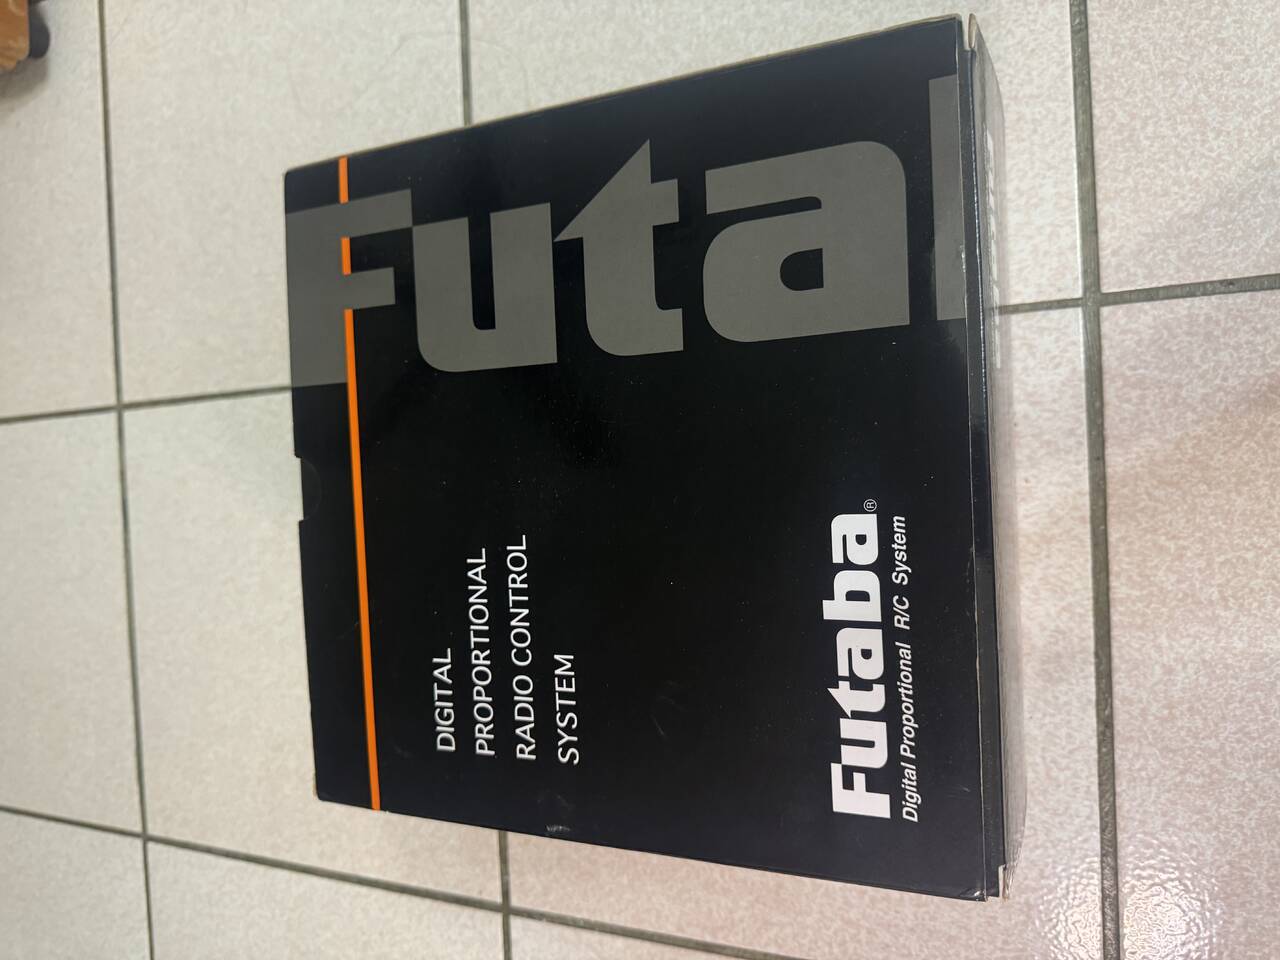 Futa
DIGITAL
PROPORTIONAL
RADIO CONTROL
SYSTEM
Futaba®
Digital Proportional R/C System